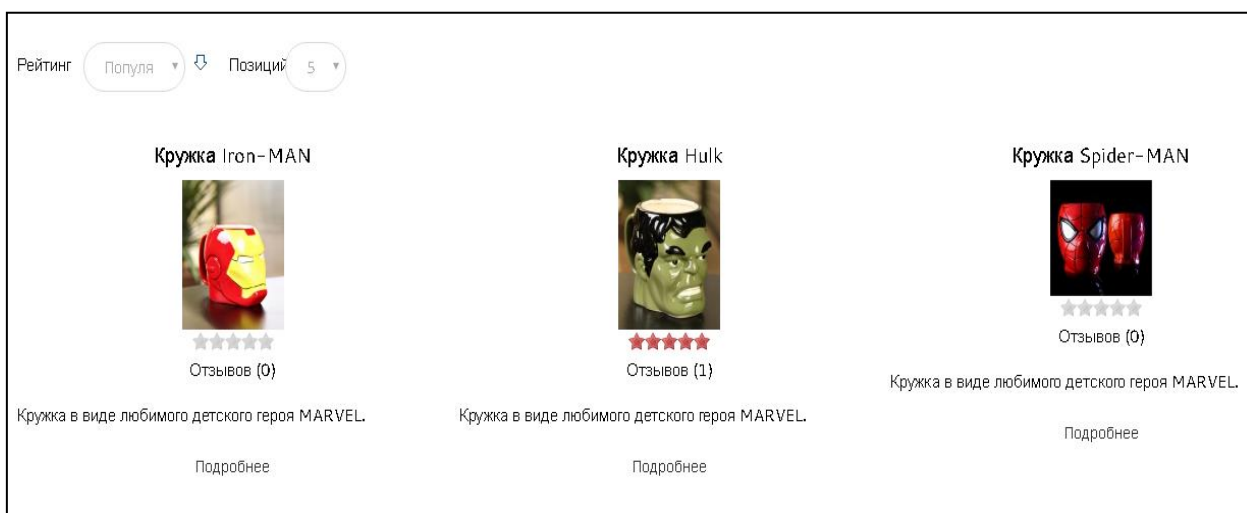 Рейтинг Популя Позиций 5
Кружка Iron-MAN
Отзывов (0)
Кружка в виде любимого детского героя MARVEL.
Подробнее
Кружка Hulk
Отзывов (1)
Кружка в виде любимого детского героя MARVEL.
Подробнее
Кружка Spider-MAN
Отзывов (0)
Кружка в виде любимого детского героя MARVEL.
Подробнее